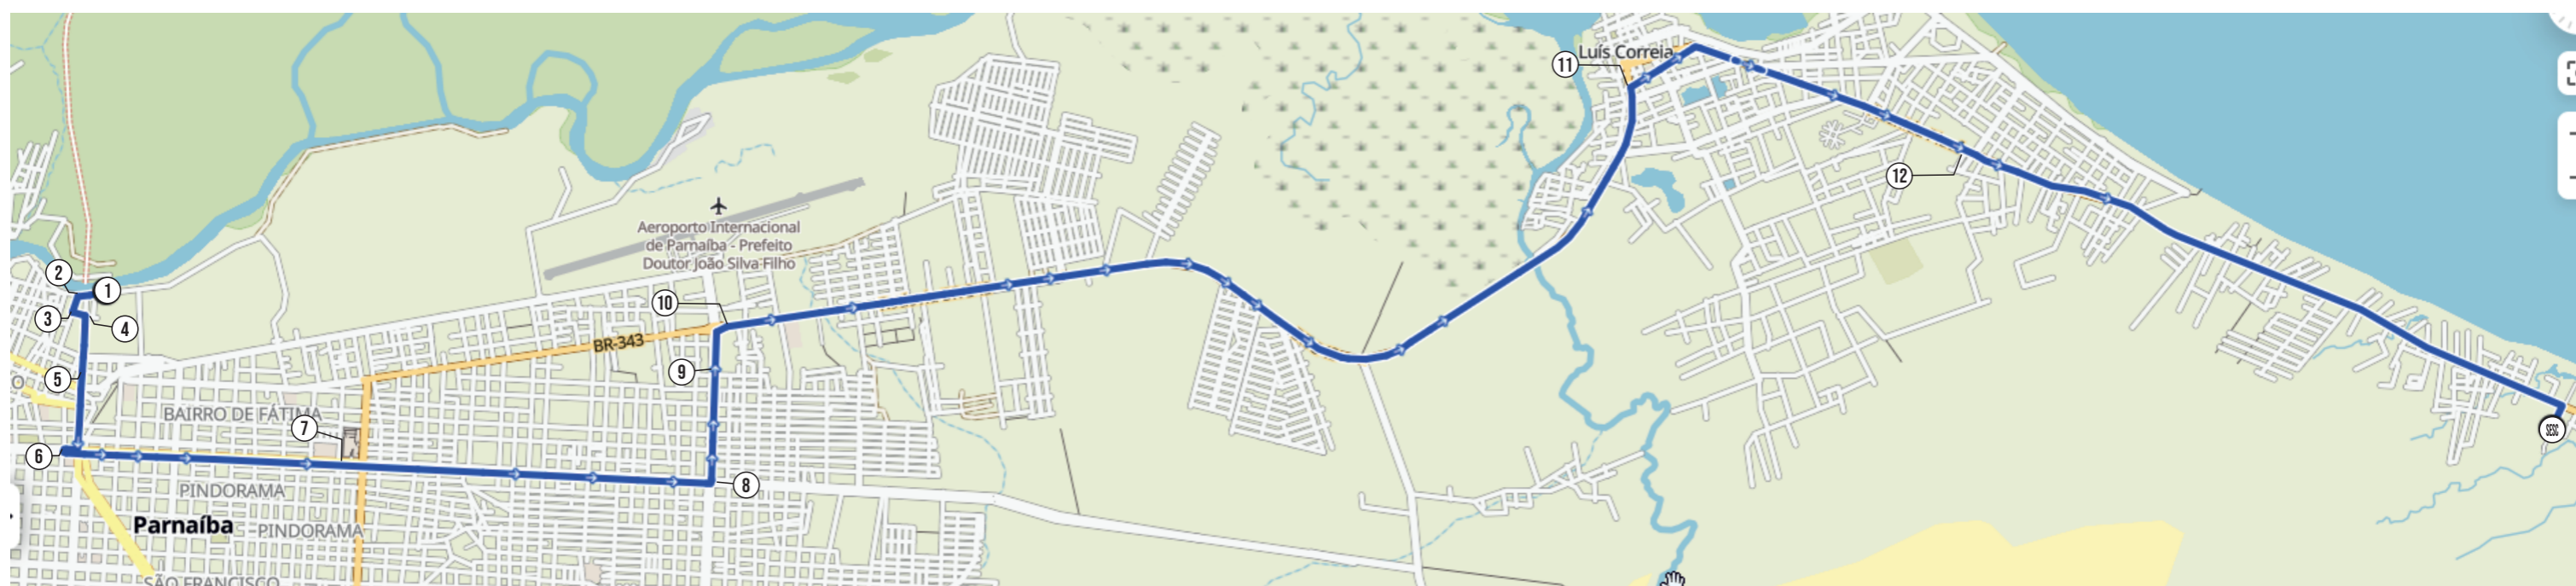 Luís Correia
11
12
Aeroporto Internacional
de Parnaíba - Prefeito
Doutor João Silva Filho
2
1
3
4
10
BR-343
9
5
O
BAIRRO DE FÁTIMA
7
6
8
SESC
PINDORAMA
Parnaíba
PINDORAMA
SÃO FRANCISCO